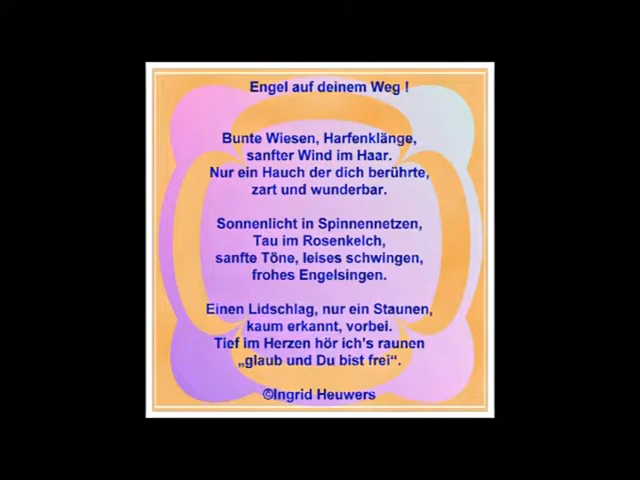 Engel auf deinem Weg !
Bunte Wiesen, Harfenklänge,
sanfter Wind im Haar.
Nur ein Hauch der dich berührte,
zart und wunderbar.
Sonnenlicht in Spinnennetzen,
Tau im Rosenkelch,
sanfte Töne, leises schwingen,
frohes Engelsingen.
Einen Lidschlag, nur ein Staunen,
kaum erkannt, vorbei.
Tief im Herzen hör ich's raunen
„glaub und Du bist frei“.
©Ingrid Heuwers